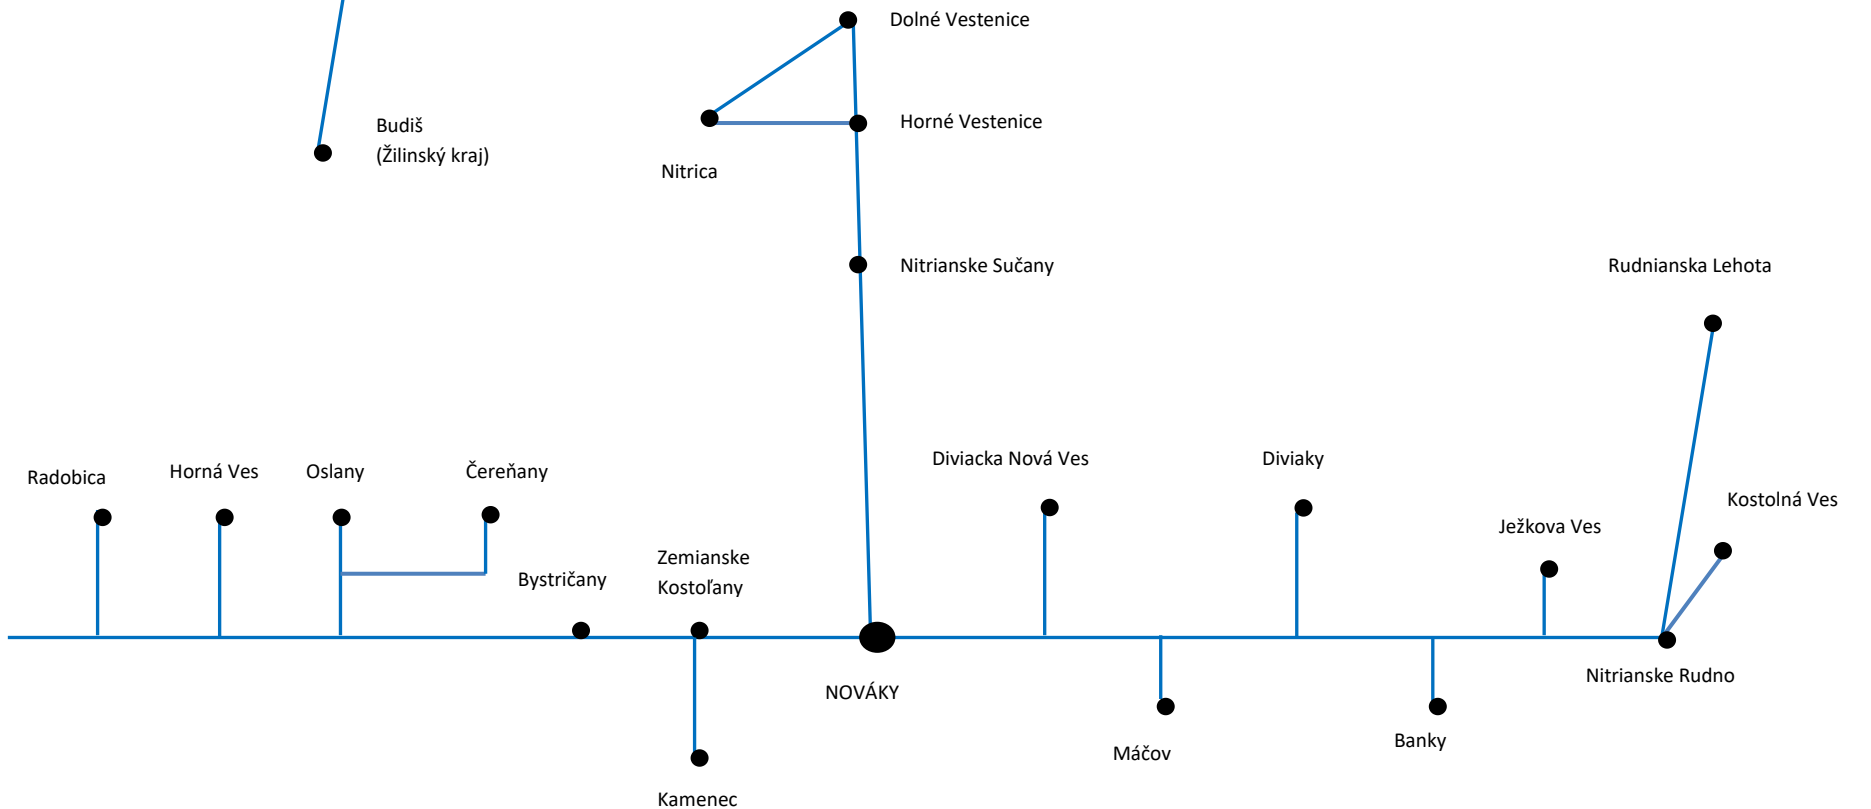 Dolné Vestenice
Budiš
(Žilinský kraj)
Horné Vestenice
Nitrica
Nitrianske Sučany
Rudnianska Lehota
Radobica
Horná Ves
Oslany
Čereňany
Diviacka Nová Ves
Diviaky
Kostolná Ves
Ježkova Ves
Bystričany
Zemianske
Kostoľany
NOVÁKY
Nitrianske Rudno
Máčov
Banky
Kamenec